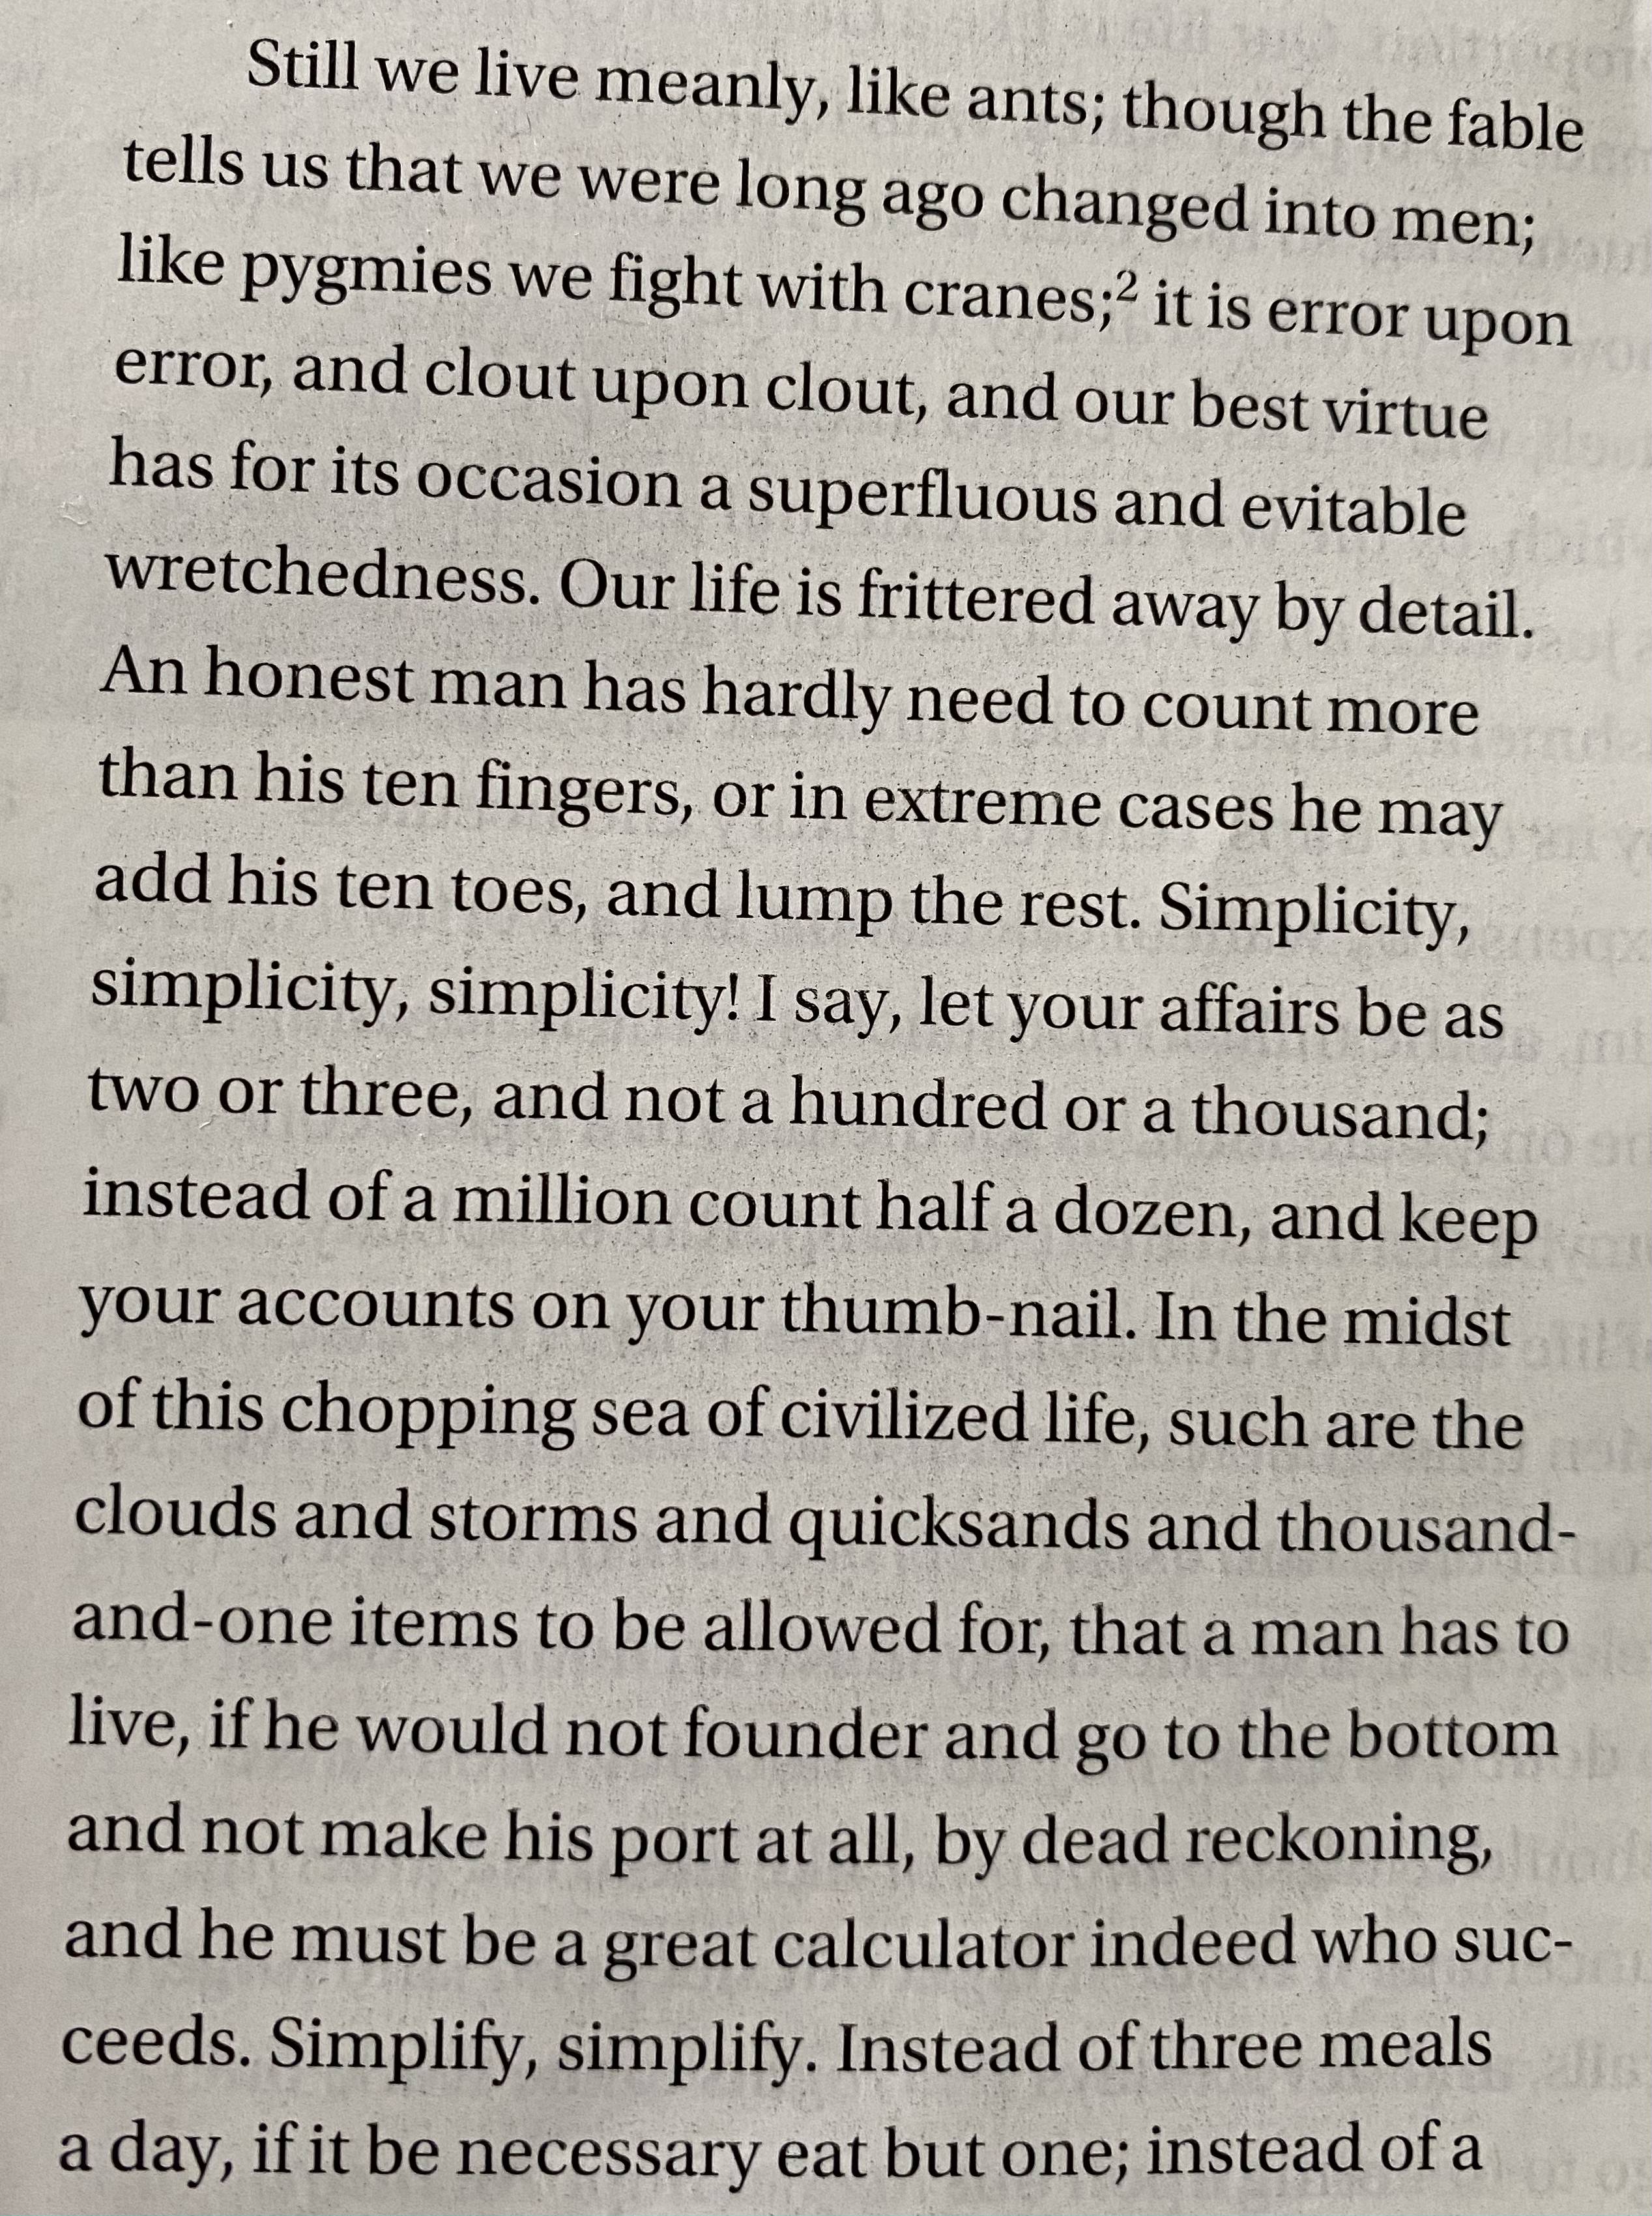 Still we live meanly, like ants; though the fable
tells us that we were long ago changed into men;
like pygmies we fight with cranes;² it is error upon
error, and clout upon clout, and our best virtue
has for its occasion a superfluous and evitable
wretchedness. Our life is frittered away by detail.
An honest man has hardly need to count more
than his ten fingers, or in extreme cases he may
add his ten toes, and lump the rest. Simplicity,
simplicity, simplicity! I say, let your affairs be as
two or three, and not a hundred or a thousand;
instead of a million count half a dozen, and keep
your accounts on your thumb-nail. In the midst
of this chopping sea of civilized life, such are the
clouds and storms and quicksands and thousand-
and-one items to be allowed for, that a man has to
live, if he would not founder and go to the bottom
and not make his port at all, by dead reckoning,
and he must be a great calculator indeed who suc-
ceeds. Simplify, simplify. Instead of three meals
a day, if it be necessary eat but one; instead of a